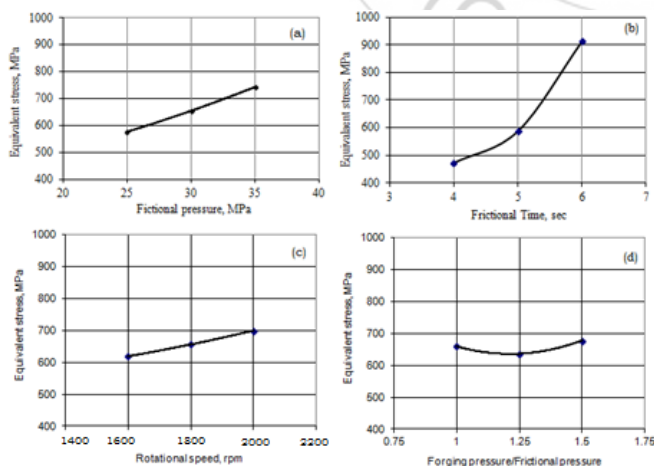 (a)
Equivalent stress, MPa
1000
900
800
700
600
500
400
20 25 30 35 40
Fictional pressure, MPa
(b)
Equivalaent stress, MPa
1000
900
800
700
600
500
400
3 4 5 6 7
Frictional Time, sec
(c)
Equivalent stress, MPa
1000
900
800
700
600
500
400
1400 1600 1800 2000 2200
Rotational speed, rpm
(d)
Equivalent stress, MPa
1000
900
800
700
600
500
400
0.75 1 1.25 1.5 1.75
Forging pressure/Frictional pressure